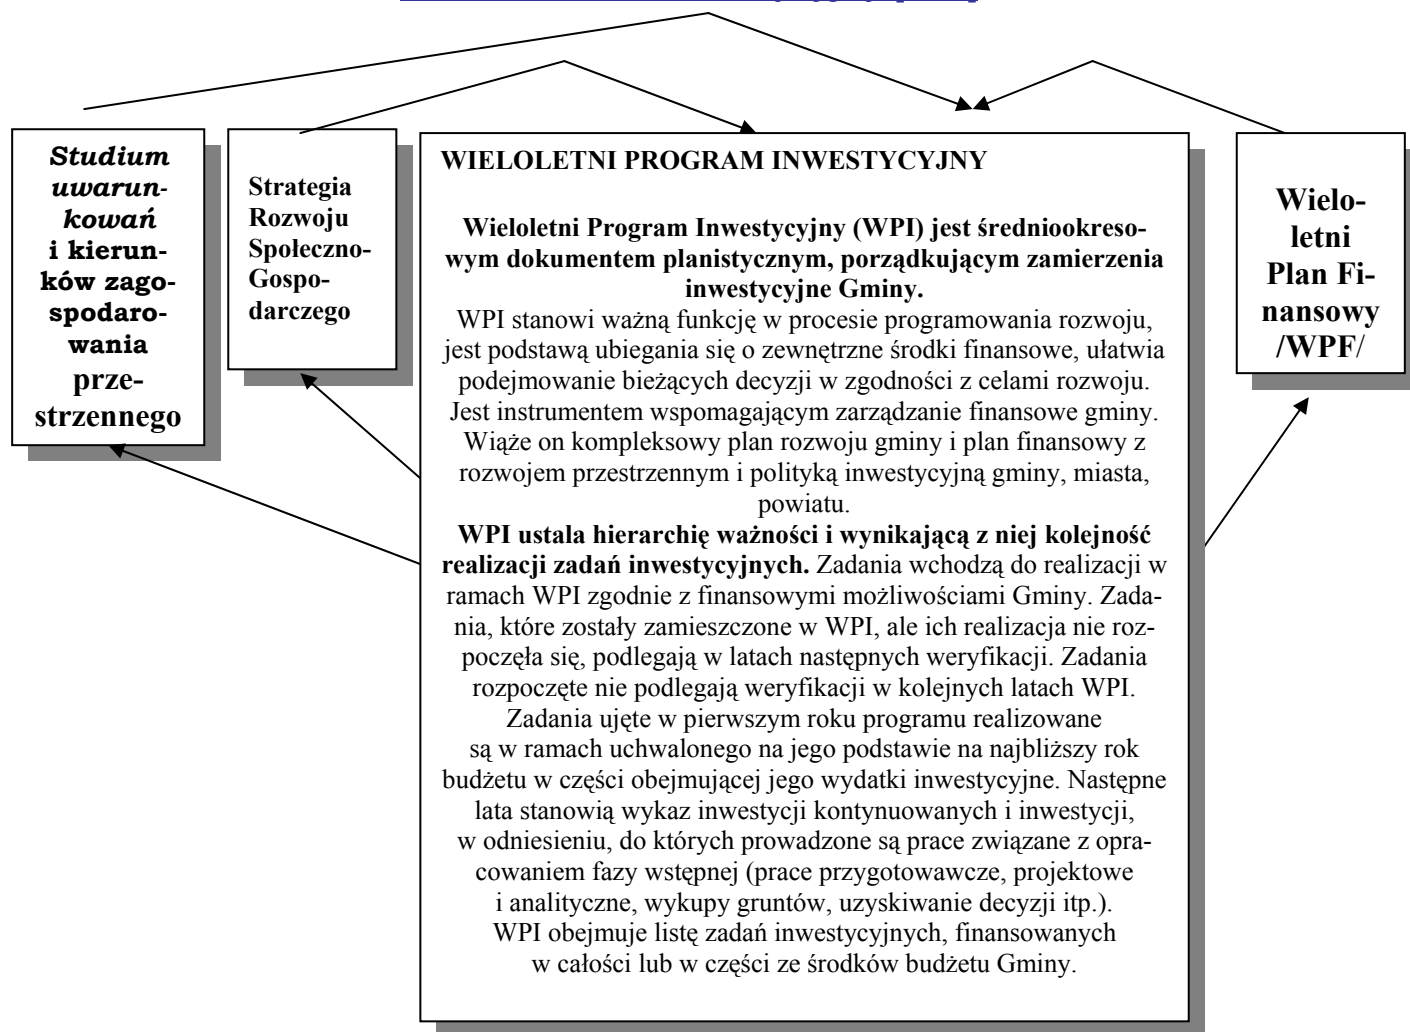 Studium
uwarun-
kowań
i kierun-
ków zago-
spodaro-
wania
prze-
strzennego
Strategia
Rozwoju
Społeczno-
Gospo-
darczego
WIELOLETNI PROGRAM INWESTYCYJNY
Wieloletni Program Inwestycyjny (WPI) jest średniookreso-
wym dokumentem planistycznym, porządkującym zamierzenia
inwestycyjne Gminy.
WPI stanowi ważną funkcję w procesie programowania rozwoju,
jest podstawą ubiegania się o zewnętrzne środki finansowe, ułatwia
podejmowanie bieżących decyzji w zgodności z celami rozwoju.
Jest instrumentem wspomagającym zarządzanie finansowe gminy.
Wiąże on kompleksowy plan rozwoju gminy i plan finansowy z
rozwojem przestrzennym i polityką inwestycyjną gminy, miasta,
powiatu.
WPI ustala hierarchię ważności i wynikającą z niej kolejność
realizacji zadań inwestycyjnych. Zadania wchodzą do realizacji w
ramach WPI zgodnie z finansowymi możliwościami Gminy. Zada-
nia, które zostały zamieszczone w WPI, ale ich realizacja nie roz-
poczęła się, podlegają w latach następnych weryfikacji. Zadania
rozpoczęte nie podlegają weryfikacji w kolejnych latach WPI.
Zadania ujęte w pierwszym roku programu realizowane
są w ramach uchwalonego na jego podstawie na najbliższy rok
budżetu w części obejmującej jego wydatki inwestycyjne. Następne
lata stanowią wykaz inwestycji kontynuowanych i inwestycji,
w odniesieniu, do których prowadzone są prace związane z opra-
cowaniem fazy wstępnej (prace przygotowawcze, projektowe
i analityczne, wykupy gruntów, uzyskiwanie decyzji itp.).
WPI obejmuje listę zadań inwestycyjnych, finansowanych
w całości lub w części ze środków budżetu Gminy.
Wielo-
letni
Plan Fi-
nansowy
/WPF/